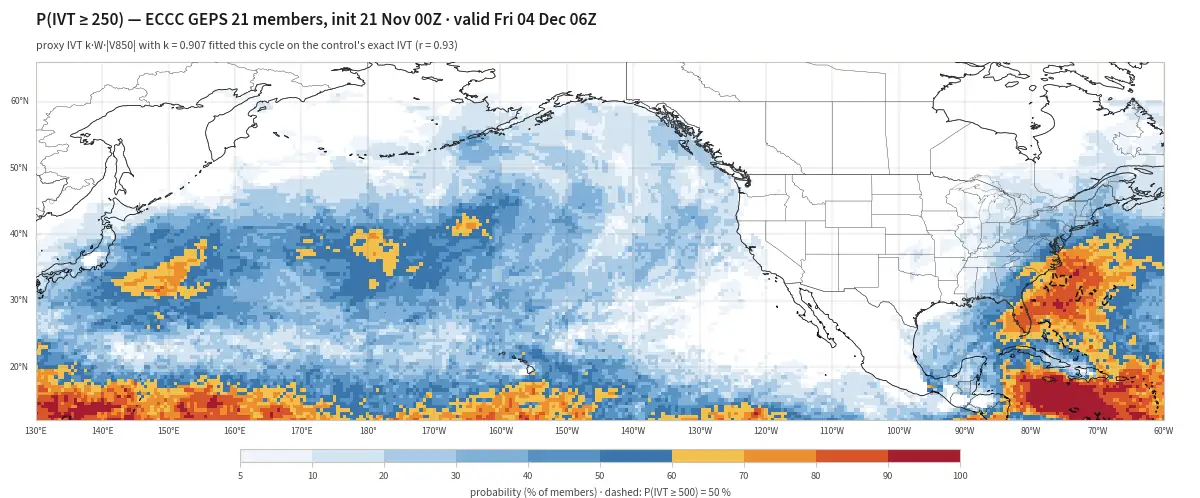 P(IVT ≥ 250) — ECCC GEPS 21 members, init 21 Nov 00Z · valid Fri 04 Dec 06Z
proxy IVT k·W·|V850| with k = 0.907 fitted this cycle on the control's exact IVT (r = 0.93)
60°N
50°N
40°N
30°N
20°N
130°E 140°E 150°E 160°E 170°E 180° 170°W 160°W 150°W 140°W 130°W 120°W 110°W 100°W 90°W 80°W 70°W 60°W
5 10 20 30 40 50 60 70 80 90 100
probability (% of members) · dashed: P(IVT ≥ 500) = 50 %